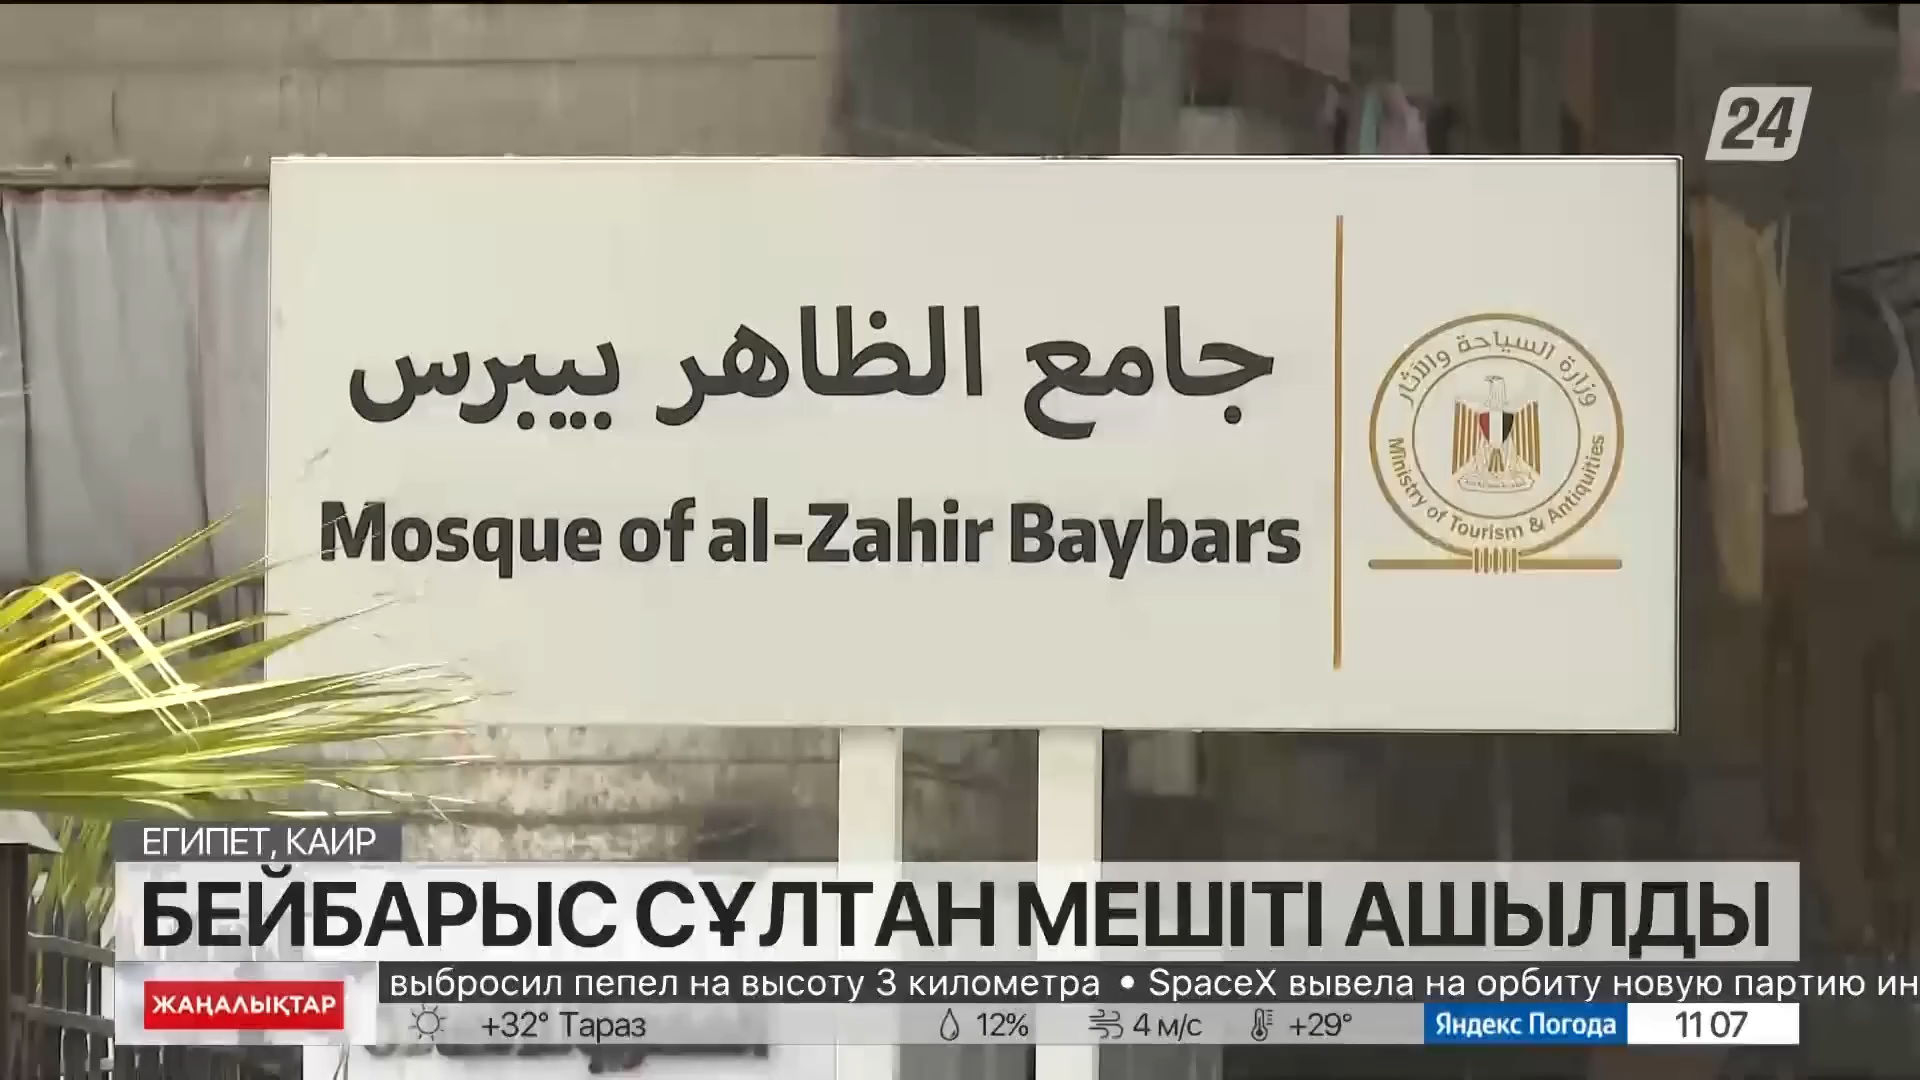 24
جامع الظاهر بيبرس
Mosque of al-Zahir Baybars
وزارة السياحة والآثار
Ministry of Tourism & Antiquities
ЕГИПЕТ, КАИР
БЕЙБАРЫС СҰЛТАН МЕШІТІ АШЫЛДЫ
ЖАҢАЛЫҚТАР
выбросил пепел на высоту 3 километра • SpaceX вывела на орбиту новую партию ин
+32° Тараз 12% 4 м/с +29° Яндекс Погода 11 07